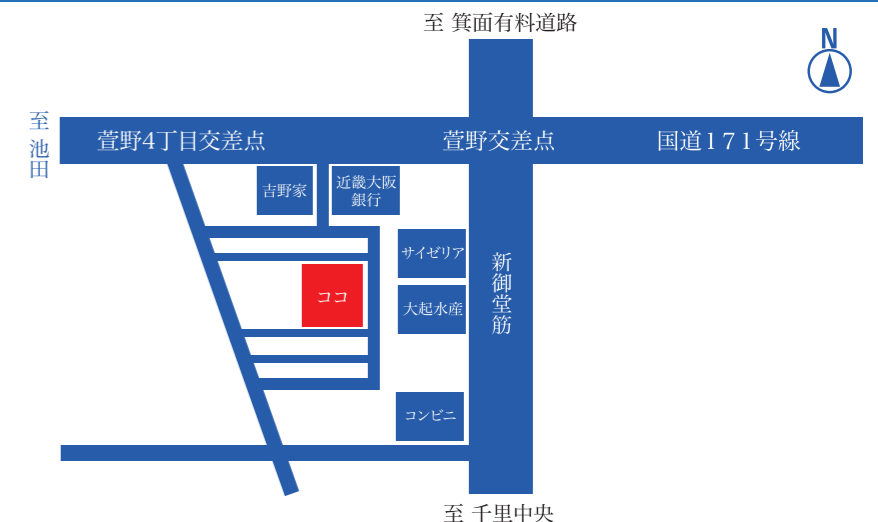 至 箕面有料道路
N
至 池田
萱野4丁目交差点
萱野交差点
国道171号線
吉野家
近畿大阪
銀行
サイゼリア
新御堂筋
ココ
大起水産
コンビニ
至 千里中央